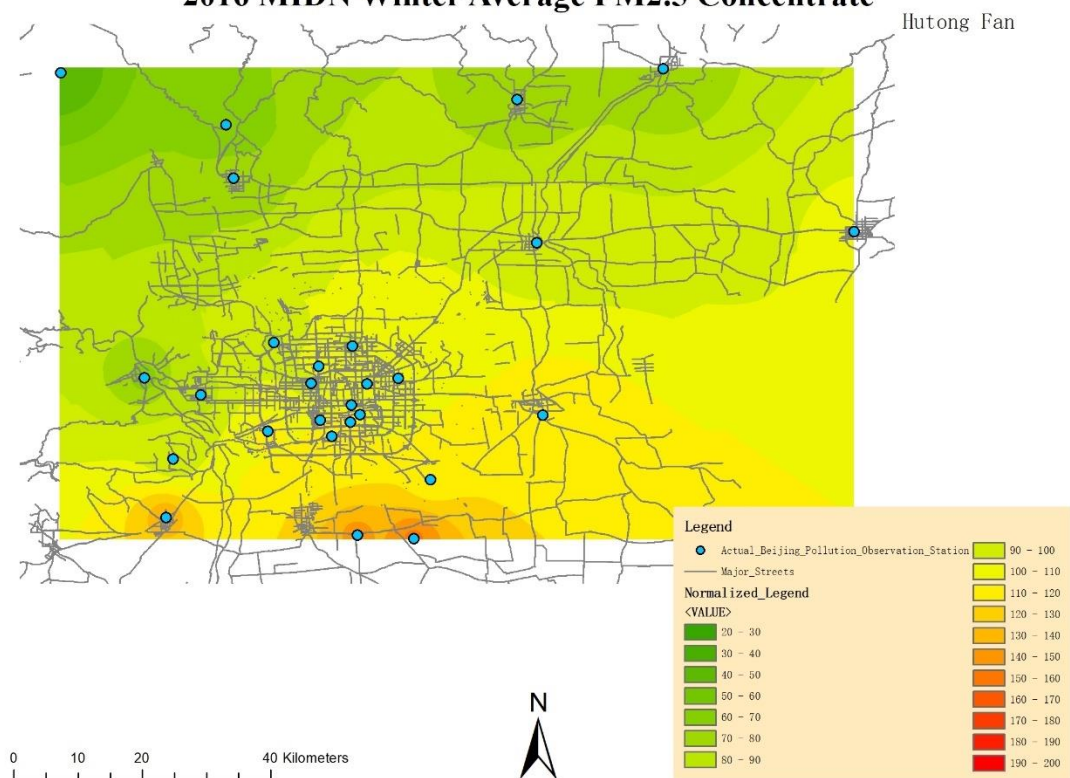 2016 MIDN Winter Average PM2.5 Concentrate
Hutong Fan
Legend
Actual_Beijing_Pollution_Observation_Station
Major_Streets
Normalized_Legend
<VALUE>
20 - 30
30 - 40
40 - 50
50 - 60
60 - 70
70 - 80
80 - 90
90 - 100
100 - 110
110 - 120
120 - 130
130 - 140
140 - 150
150 - 160
160 - 170
170 - 180
180 - 190
190 - 200
N
0 10 20 40 Kilometers